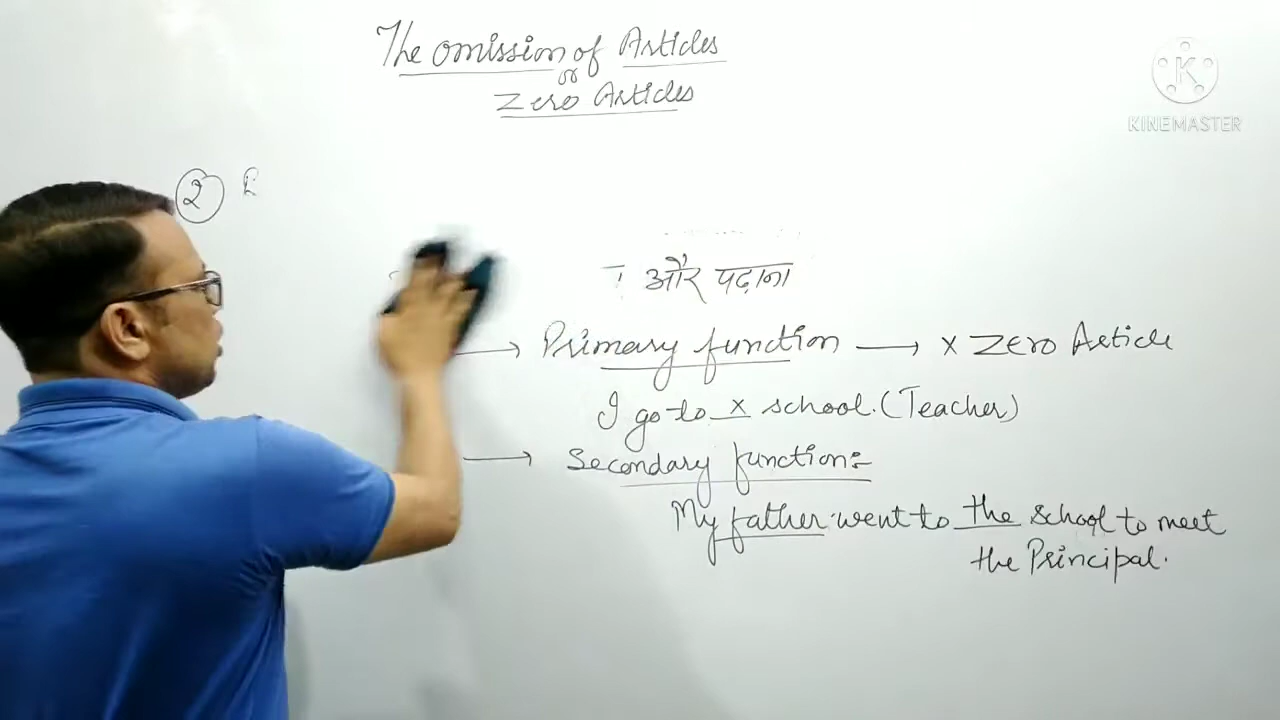 The omission of Articles
or
Zero Articles
K
KINEMASTER
2
और पढ़ाना
→ Primary function → × Zero Article
I go to × school. (Teacher)
→ Secondary function:-
My father went to the school to meet
the Principal.